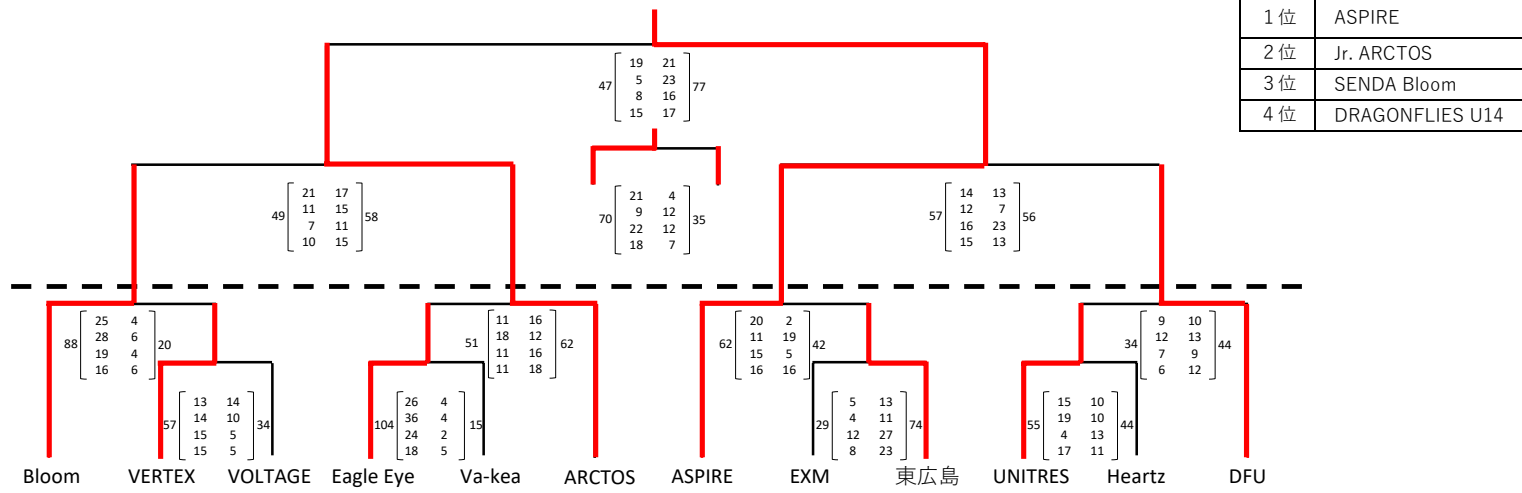 1位 ASPIRE
2位 Jr. ARCTOS
3位 SENDA Bloom
4位 DRAGONFLIES U14
19 21
47 5 23 77
8 16
15 17
21 17
49 11 15 58
7 11
10 15
21 4
70 9 12 35
22 12
18 7
14 13
57 12 7 56
16 23
15 13
25 4
88 28 6 20
19 4
16 6
11 16
51 18 12 62
11 16
11 18
20 2
62 11 19 42
15 5
16 16
9 10
34 12 13 44
7 9
6 12
13 14
57 14 10 34
15 5
15 5
26 4
104 36 4 15
24 2
18 5
5 13
29 4 11 74
12 27
8 23
15 10
55 19 10 44
4 13
17 11
Bloom VERTEX VOLTAGE Eagle Eye Va-kea ARCTOS ASPIRE EXM 東広島 UNITRES Heartz DFU